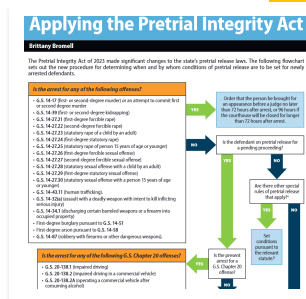 Applying the Pretrial Integrity Act
Brittany Bromell
The Pretrial Integrity Act of 2023 made significant changes to the state's pretrial release laws. The following flowchart
sets out the new procedure for determining when and by whom conditions of pretrial release are to be set for newly
arrested defendants.
Is the arrest for any of the following offenses?
• G.S. 14-17 (first- or second-degree murder) or an attempt to commit first
or second degree murder
• G.S. 14-39 (first- or second-degree kidnapping)
• G.S. 14-27.21 (first-degree forcible rape)
• G.S. 14-27.22 (second-degree forcible rape)
• G.S. 14-27.23 (statutory rape of a child by an adult)
• G.S. 14-27.24 (first-degree statutory rape)
• G.S. 14-27.25 (statutory rape of person 15 years of age or younger)
• G.S. 14-27.26 (first-degree forcible sexual offense)
• G.S. 14-27.27 (second degree forcible sexual offense)
• G.S. 14-27.28 (statutory sexual offense with a child by an adult)
• G.S. 14-27.29 (first-degree statutory sexual offense)
• G.S. 14-27.30 (statutory sexual offense with a person 15 years of age
or younger)
• G.S. 14-43.11 (human trafficking).
• G.S. 14-32(a) (assault with a deadly weapon with intent to kill inflicting
serious injury)
• G.S. 14-34.1 (discharging certain barreled weapons or a firearm into
occupied property)
• First-degree burglary pursuant to G.S. 14-51
• First-degree arson pursuant to G.S. 14-58
• G.S. 14-87 (robbery with firearms or other dangerous weapons).
YES
Order that the person be brought for
an appearance before a judge no later
than 72 hours after arrest, or 96 hours if
the courthouse will be closed for longer
than 72 hours after arrest.
NO
Is the defendant on pretrial release for
a pending proceeding?
YES
NO
Are there other special
rules of pretrial release
that apply?
YES
NO
Set
conditions
pursuant to
the relevant
statute.
Is the arrest for any of the following G.S. Chapter 20 offenses?
• G.S. 20-138.1 (impaired driving)
• G.S. 20-138.2 (impaired driving in a commercial vehicle)
• G.S. 20-138.2A (operating a commercial vehicle after
consuming alcohol)
YES
Is the present
arrest for a
G.S. Chapter 20
offense?
NO